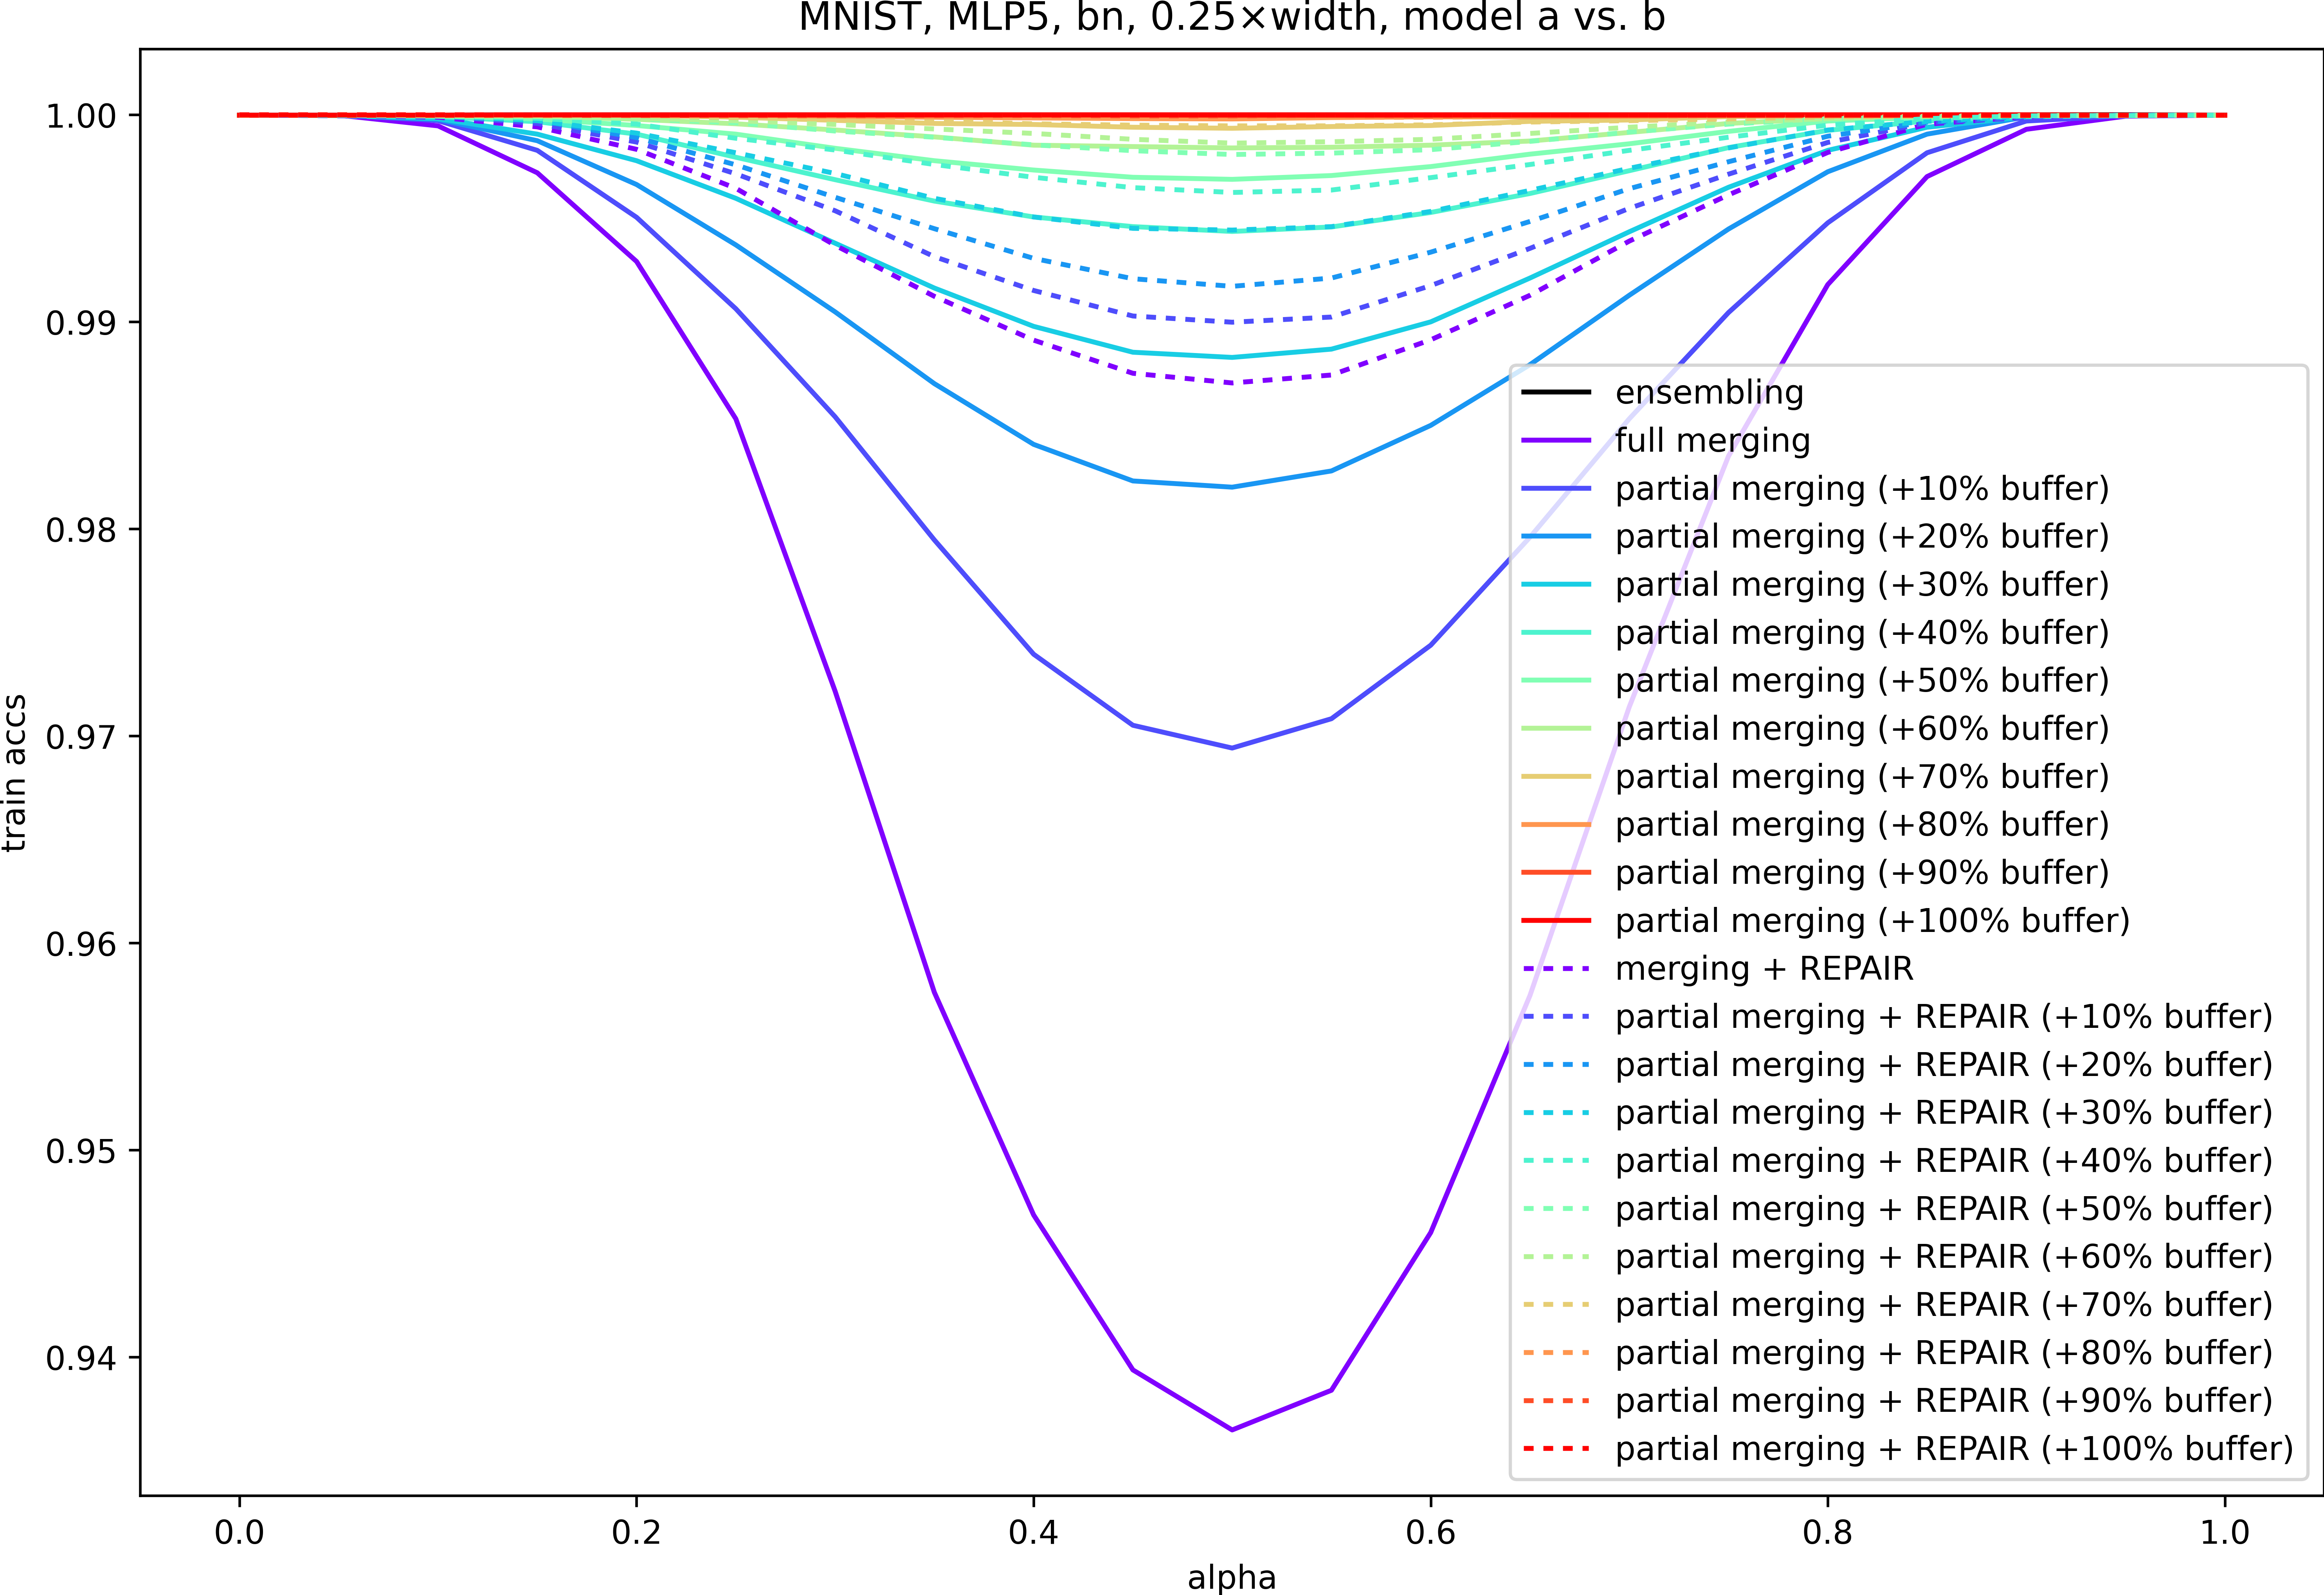 MNIST, MLP5, bn, 0.25×width, model a vs. b
train accs
1.00
0.99
0.98
0.97
0.96
0.95
0.94
ensembling
full merging
partial merging (+10% buffer)
partial merging (+20% buffer)
partial merging (+30% buffer)
partial merging (+40% buffer)
partial merging (+50% buffer)
partial merging (+60% buffer)
partial merging (+70% buffer)
partial merging (+80% buffer)
partial merging (+90% buffer)
partial merging (+100% buffer)
merging + REPAIR
partial merging + REPAIR (+10% buffer)
partial merging + REPAIR (+20% buffer)
partial merging + REPAIR (+30% buffer)
partial merging + REPAIR (+40% buffer)
partial merging + REPAIR (+50% buffer)
partial merging + REPAIR (+60% buffer)
partial merging + REPAIR (+70% buffer)
partial merging + REPAIR (+80% buffer)
partial merging + REPAIR (+90% buffer)
partial merging + REPAIR (+100% buffer)
0.0 0.2 0.4 0.6 0.8 1.0
alpha